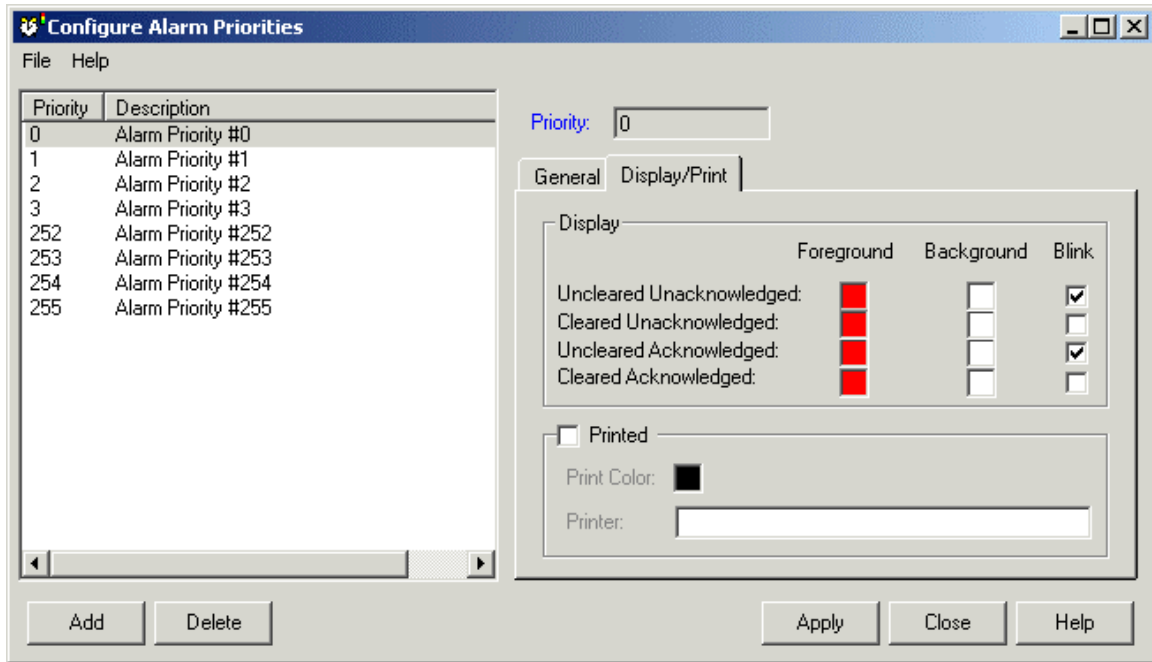 Configure Alarm Priorities
File Help
Priority Description
0 Alarm Priority #0
1 Alarm Priority #1
2 Alarm Priority #2
3 Alarm Priority #3
252 Alarm Priority #252
253 Alarm Priority #253
254 Alarm Priority #254
255 Alarm Priority #255
Priority: 0
General Display/Print
Display
Foreground Background Blink
Uncleared Unacknowledged:
Cleared Unacknowledged:
Uncleared Acknowledged:
Cleared Acknowledged:
Printed
Print Color:
Printer:
Add Delete Apply Close Help